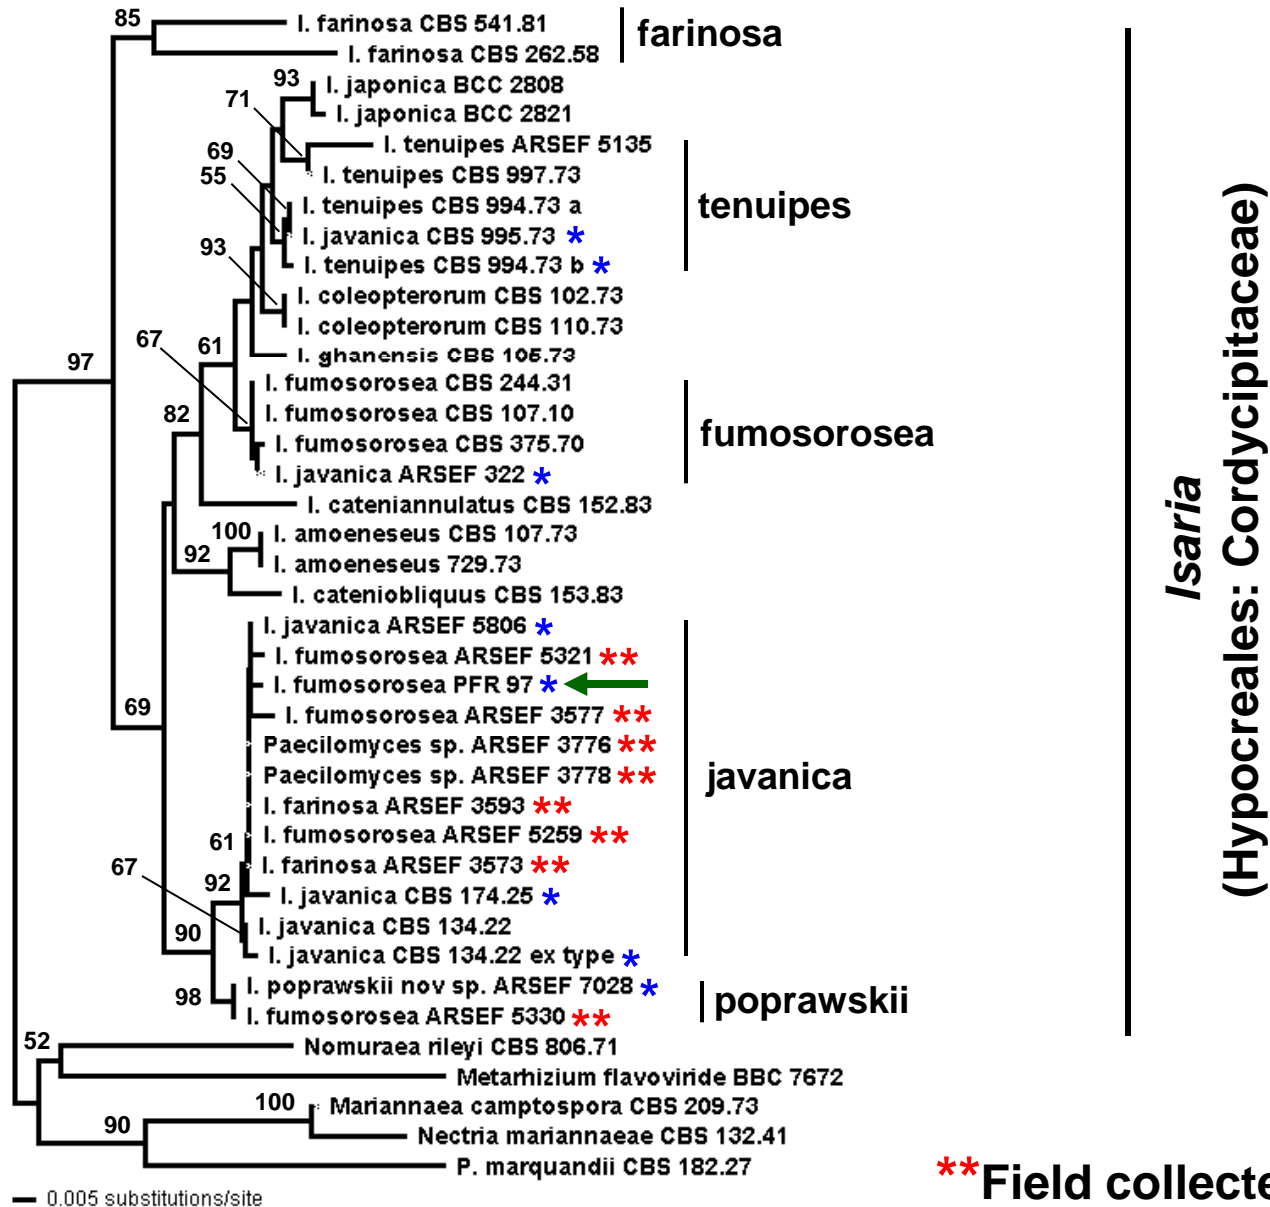 85
I. farinosa CBS 541.81
farinosa
I. farinosa CBS 262.58
93
I. japonica BCC 2808
71
I. japonica BCC 2821
I. tenuipes ARSEF 5135
69
55
I. tenuipes CBS 997.73
I. tenuipes CBS 994.73 a
tenuipes
I. javanica CBS 995.73 *
93
I. tenuipes CBS 994.73 b *
I. coleopterorum CBS 102.73
I. coleopterorum CBS 110.73
67
61
I. ghanensis CBS 105.73
97
I. fumosorosea CBS 244.31
82
I. fumosorosea CBS 107.10
fumosorosea
I. fumosorosea CBS 375.70
I. javanica ARSEF 322 *
I. cateniannulatus CBS 152.83
100
I. amoeneseus CBS 107.73
92
I. amoeneseus 729.73
I. cateniobliquus CBS 153.83
I. javanica ARSEF 5806 *
I. fumosorosea ARSEF 5321 **
I. fumosorosea PFR 97 *
69
I. fumosorosea ARSEF 3577 **
Paecilomyces sp. ARSEF 3776 **
Paecilomyces sp. ARSEF 3778 **
javanica
I. farinosa ARSEF 3593 **
61
I. fumosorosea ARSEF 5259 **
67
I. farinosa ARSEF 3573 **
92
I. javanica CBS 174.25 *
90
I. javanica CBS 134.22
I. javanica CBS 134.22 ex type *
98
I. poprawskii nov sp. ARSEF 7028 *
poprawskii
I. fumosorosea ARSEF 5330 **
52
Nomuraea rileyi CBS 806.71
Metarhizium flavoviride BBC 7672
100
Mariannaea camptospora CBS 209.73
90
Nectria mariannaeae CBS 132.41
P. marquandii CBS 182.27
0.005 substitutions/site
Isaria
(Hypocreales: Cordycipitaceae)
**Field collecte